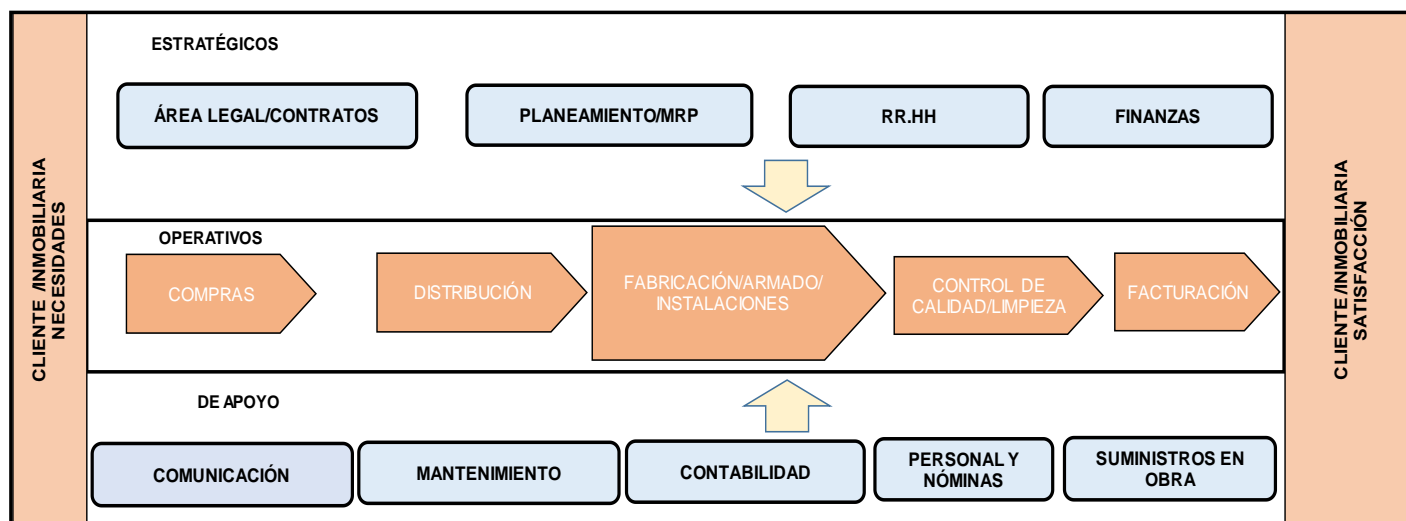 CLIENTE /INMOBILIARIA
NECESIDADES
ESTRATÉGICOS
ÁREA LEGAL/CONTRATOS
PLANEAMIENTO/MRP
RR.HH
FINANZAS
OPERATIVOS
COMPRAS
DISTRIBUCIÓN
FABRICACIÓN/ARMADO/
INSTALACIONES
CONTROL DE
CALIDAD/LIMPIEZA
FACTURACIÓN
DE APOYO
COMUNICACIÓN
MANTENIMIENTO
CONTABILIDAD
PERSONAL Y
NÓMINAS
SUMINISTROS EN
OBRA
CLIENTE /INMOBILIARIA
SATISFACCIÓN